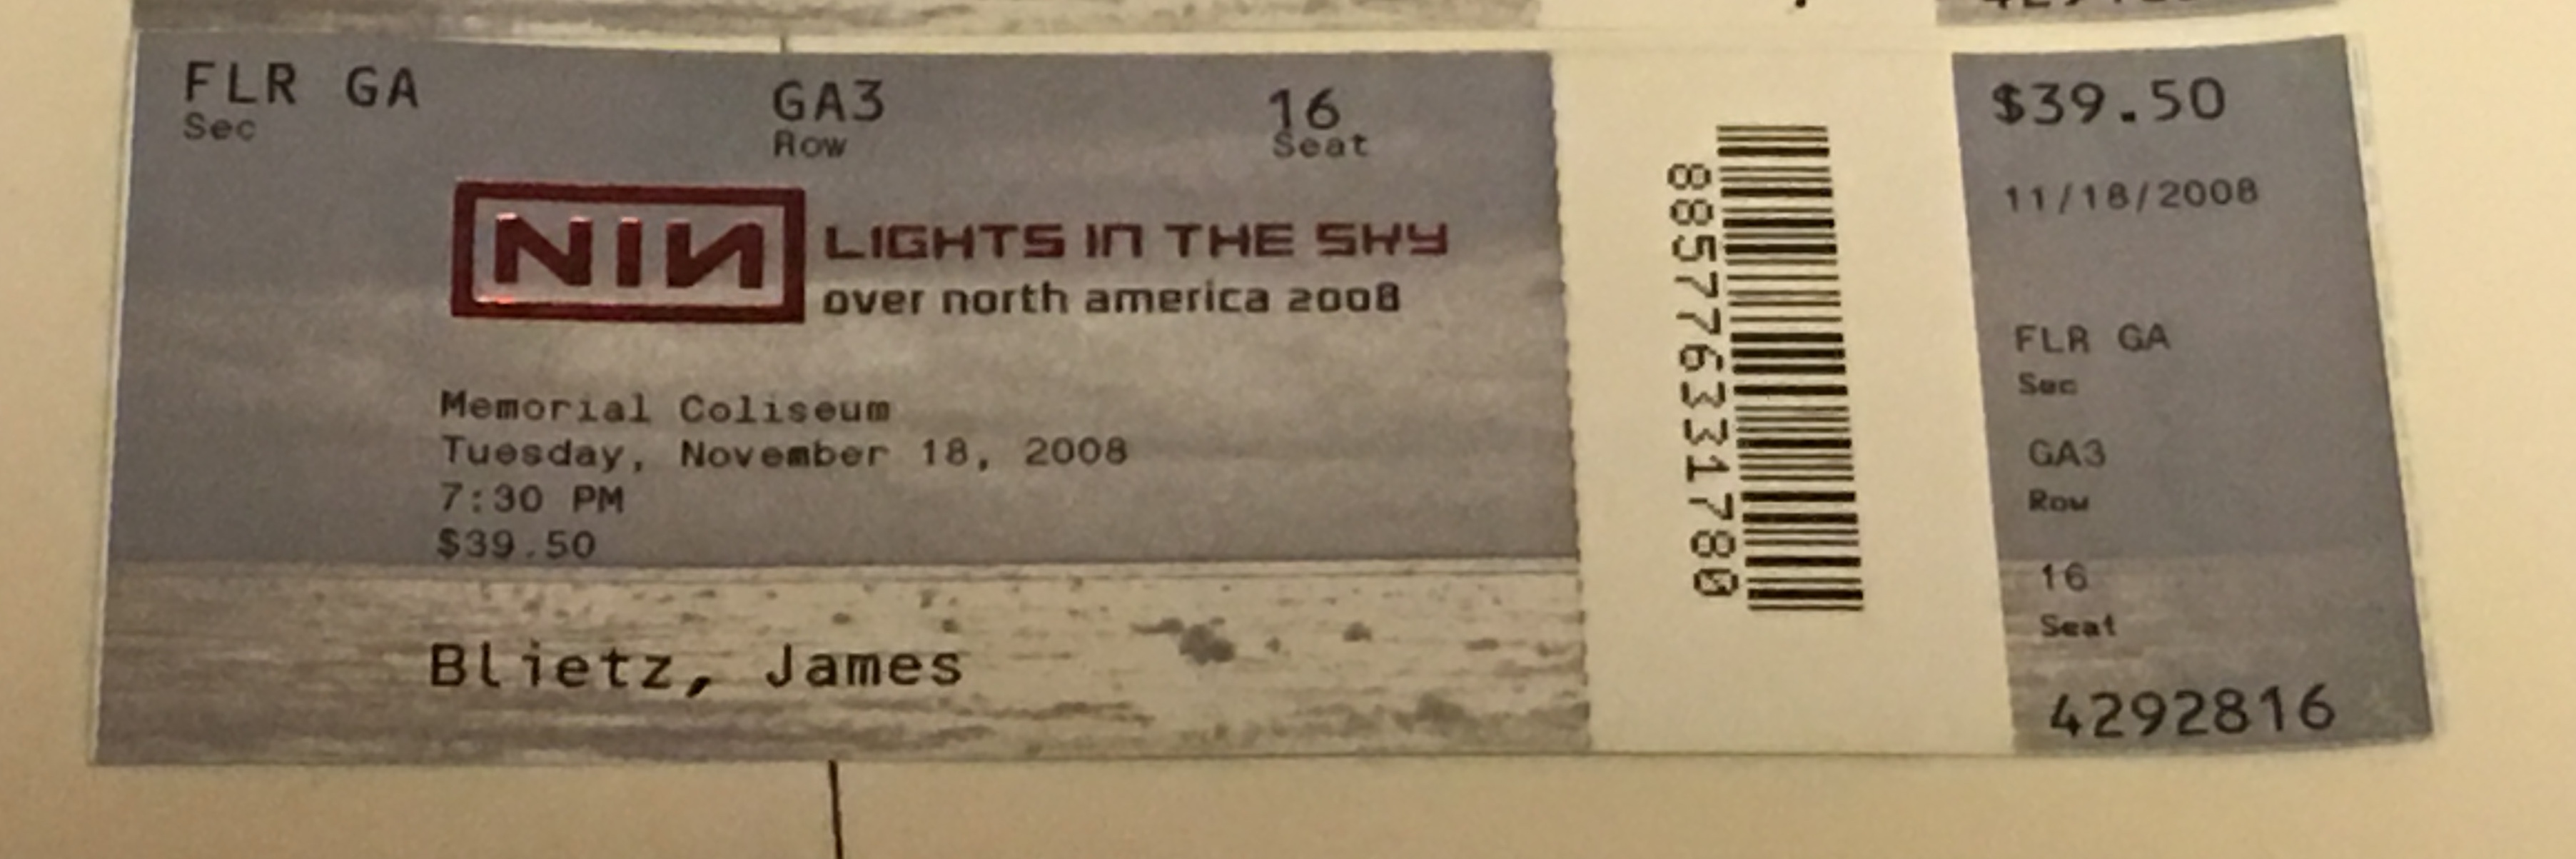 FLR GA
Sec
GA3
Row
16
Seat
NIN
LIGHTS IN THE SKY
over north america 2008
Memorial Coliseum
Tuesday, November 18, 2008
7:30 PM
$39.50
Blietz, James
885776331780
$39.50
11/18/2008
FLR GA
Sec
GA3
Row
16
Seat
4292816